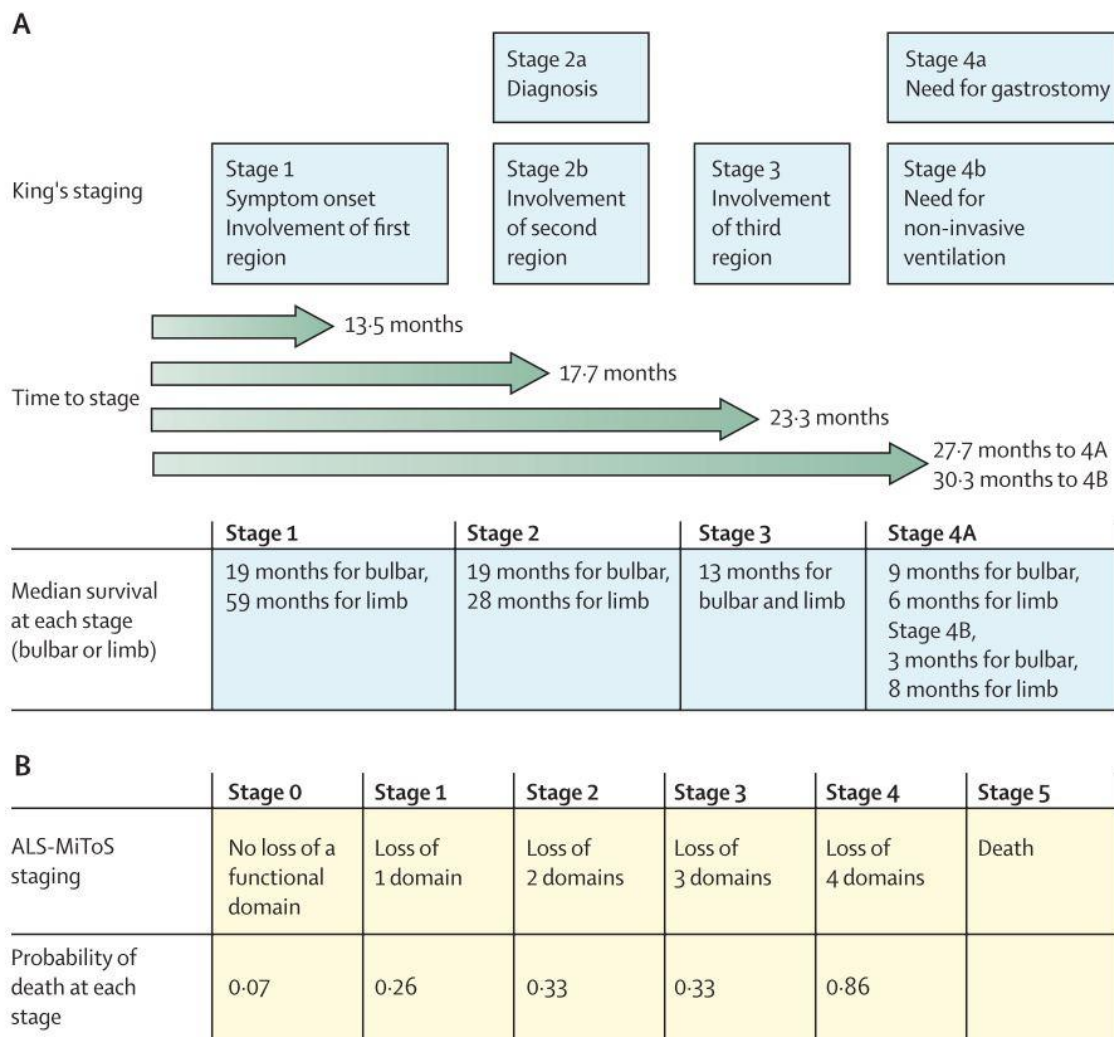 A
Stage 2a
Diagnosis
Stage 4a
Need for gastrostomy
King's staging
Stage 1
Symptom onset
Involvement of first
region
Stage 2b
Involvement
of second
region
Stage 3
Involvement
of third
region
Stage 4b
Need for
non-invasive
ventilation
Time to stage
13·5 months
17·7 months
23·3 months
27·7 months to 4A
30·3 months to 4B
Stage 1
Stage 2
Stage 3
Stage 4A
Median survival
at each stage
(bulbar or limb)
19 months for bulbar,
59 months for limb
19 months for bulbar,
28 months for limb
13 months for
bulbar and limb
9 months for bulbar,
6 months for limb
Stage 4B,
3 months for bulbar,
8 months for limb
B
Stage 0
Stage 1
Stage 2
Stage 3
Stage 4
Stage 5
ALS-MiToS
staging
No loss of a
functional
domain
Loss of
1 domain
Loss of
2 domains
Loss of
3 domains
Loss of
4 domains
Death
Probability of
death at each
stage
0·07
0·26
0·33
0·33
0·86